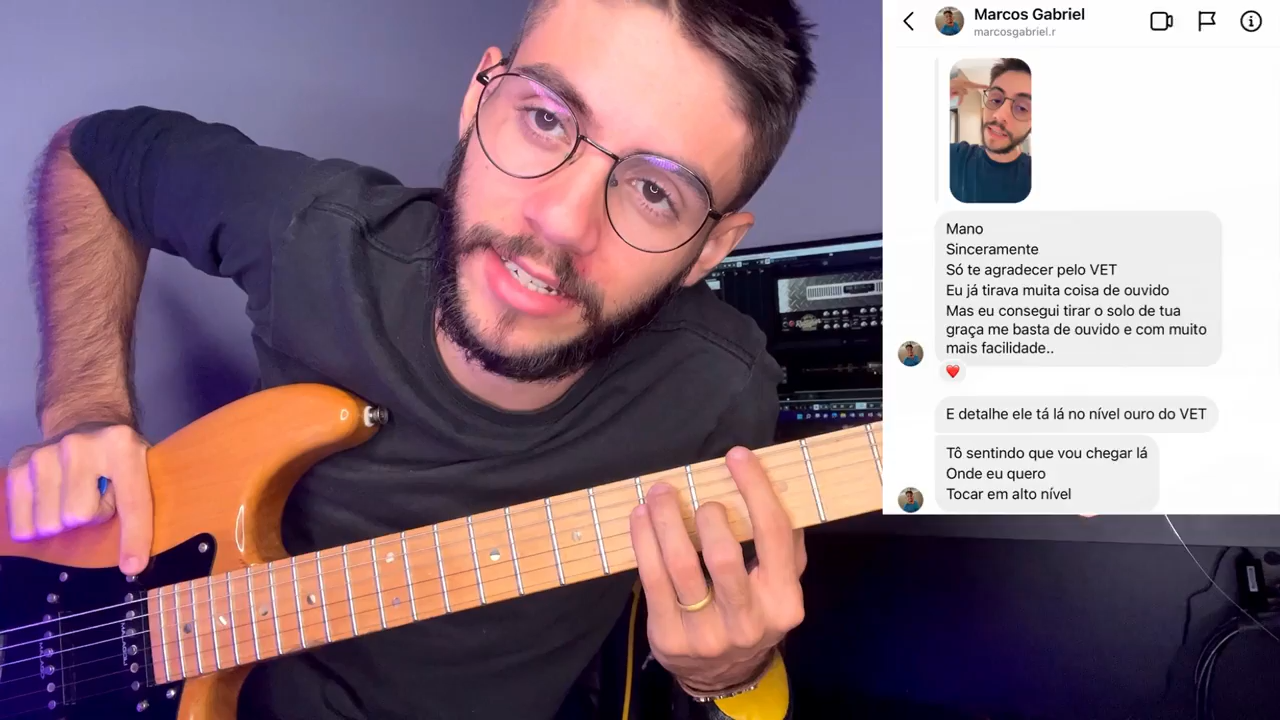 Marcos Gabriel
marcosgabriel.r
Mano
Sinceramente
Só te agradecer pelo VET
Eu já tirava muita coisa de ouvido
Mas eu consegui tirar o solo de tua
graça me basta de ouvido e com muito
mais facilidade..
E detalhe ele tá lá no nível ouro do VET
Tô sentindo que vou chegar lá
Onde eu quero
Tocar em alto nível